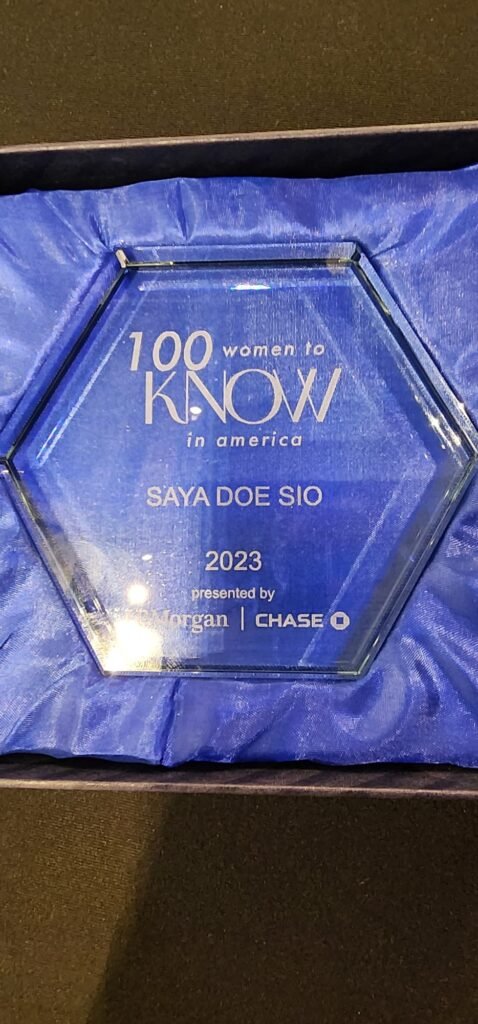 100 women to
KNOW
in america
SAYA DOE SIO
2023
presented by
Morgan | CHASE